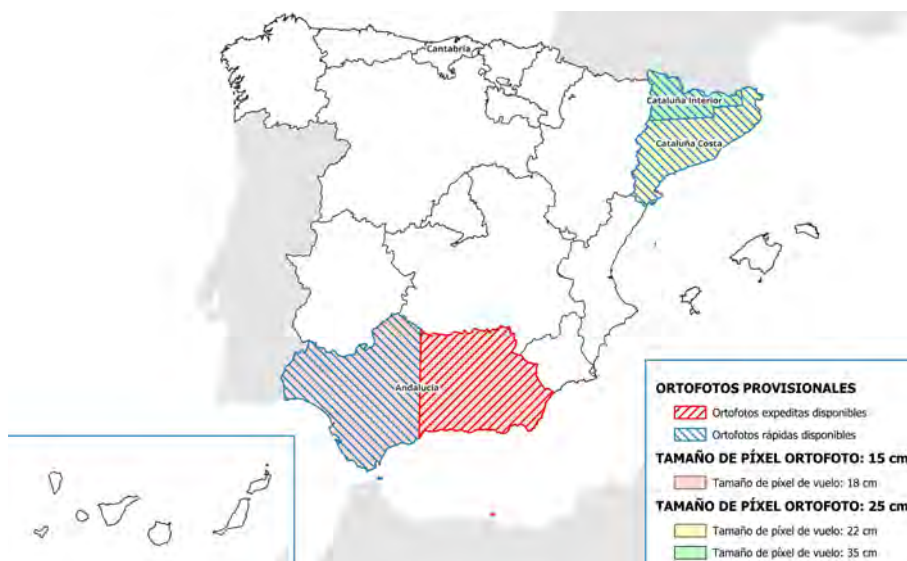 Cantabria
Cataluña Interior
Cataluña Costa
Andalucía
ORTOFOTOS PROVISIONALES
Ortofotos expeditas disponibles
Ortofotos rápidas disponibles
TAMAÑO DE PÍXEL ORTOFOTO: 15 cm
Tamaño de píxel de vuelo: 18 cm
TAMAÑO DE PÍXEL ORTOFOTO: 25 cm
Tamaño de píxel de vuelo: 22 cm
Tamaño de píxel de vuelo: 35 cm